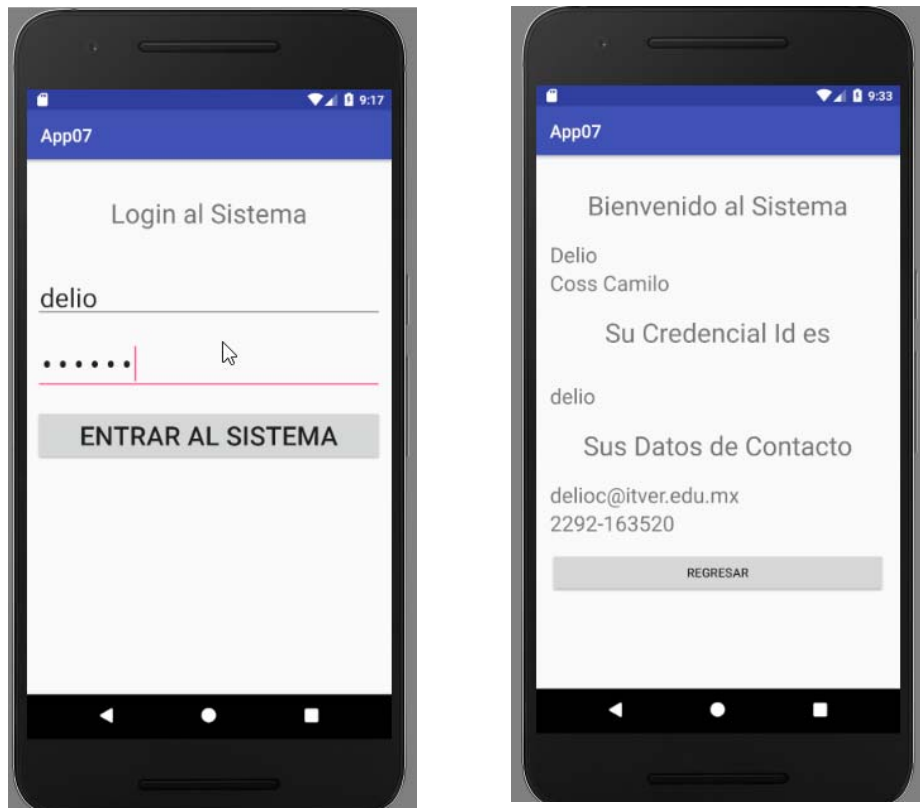 9:17
App07
Login al Sistema
delio
••••••
ENTRAR AL SISTEMA
9:33
App07
Bienvenido al Sistema
Delio
Coss Camilo
Su Credencial Id es
delio
Sus Datos de Contacto
delioc@itver.edu.mx
2292-163520
REGRESAR